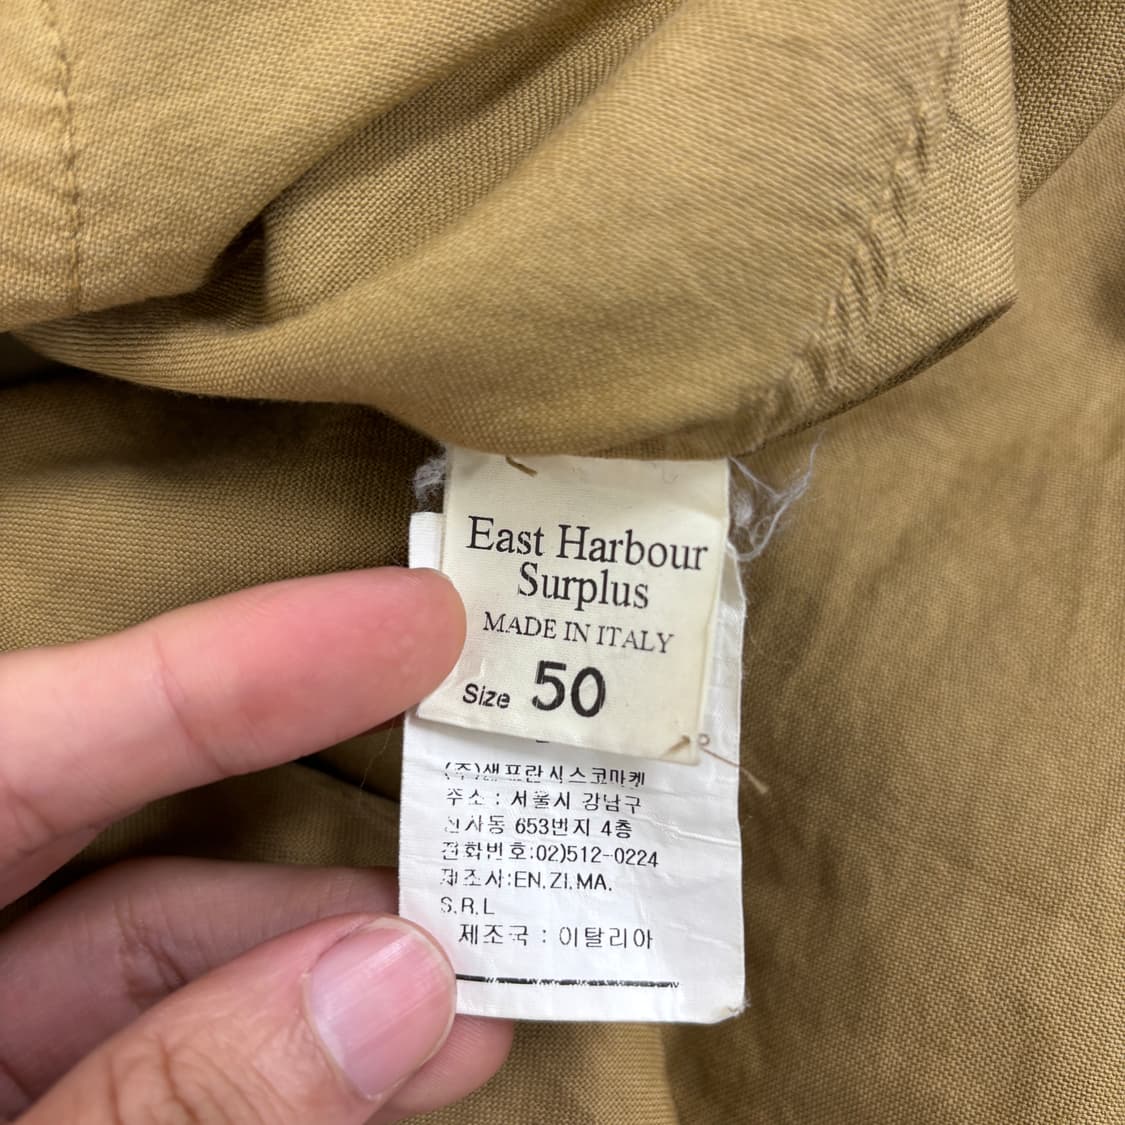 East Harbour
Surplus
MADE IN ITALY
Size 50
(주)샌프란시스코마켓
주소 : 서울시 강남구
신사동 653번지 4층
전화번호:02)512-0224
제조사:EN.ZI.MA.
S.R.L
제조국 : 이탈리아